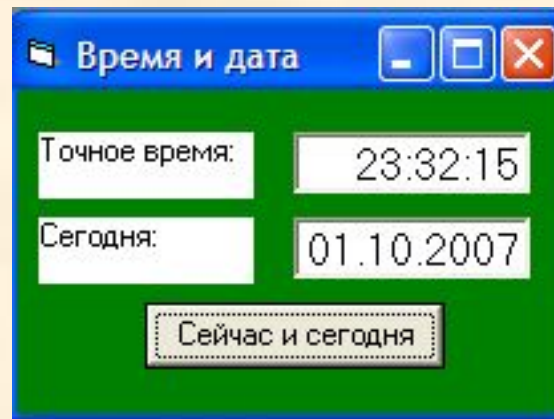 Время и дата
Точное время: 23:32:15
Сегодня: 01.10.2007
Сейчас и сегодня